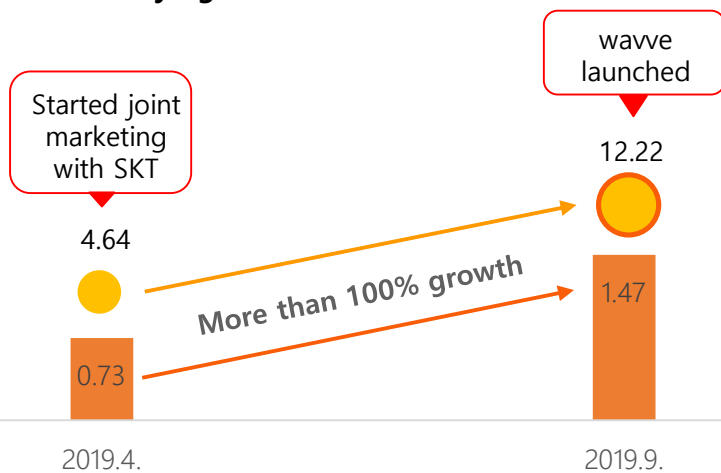 Started joint
marketing
with SKT
wavve
launched
4.64
12.22
More than 100% growth
0.73
1.47
2019.4.
2019.9.